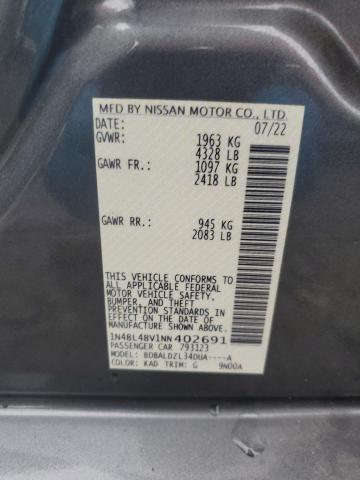 MFD BY NISSAN MOTOR CO., LTD.
DATE: 07/22
GVWR: 1963 KG
4328 LB
GAWR FR.: 1097 KG
2418 LB
GAWR RR.: 945 KG
2083 LB
THIS VEHICLE CONFORMS TO
ALL APPLICABLE FEDERAL
MOTOR VEHICLE SAFETY,
BUMPER, AND THEFT
PREVENTION STANDARDS IN
EFFECT ON THE DATE OF
MANUFACTURE SHOWN ABOVE.
1N4BL4BV1NN402691
PASSENGER CAR 793123
MODEL: BDBALDZL34DUA----A
COLOR: KAD TRIM: G 9N00A